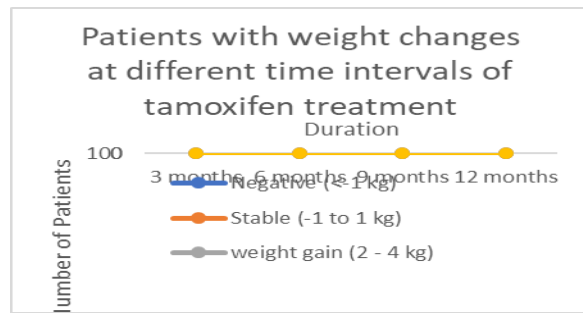 Patients with weight changes
at different time intervals of
tamoxifen treatment
Duration
100
3 months 6 months 9 months 12 months
Negative (<-1 kg)
Stable (-1 to 1 kg)
weight gain (2 - 4 kg)
Number of Patients